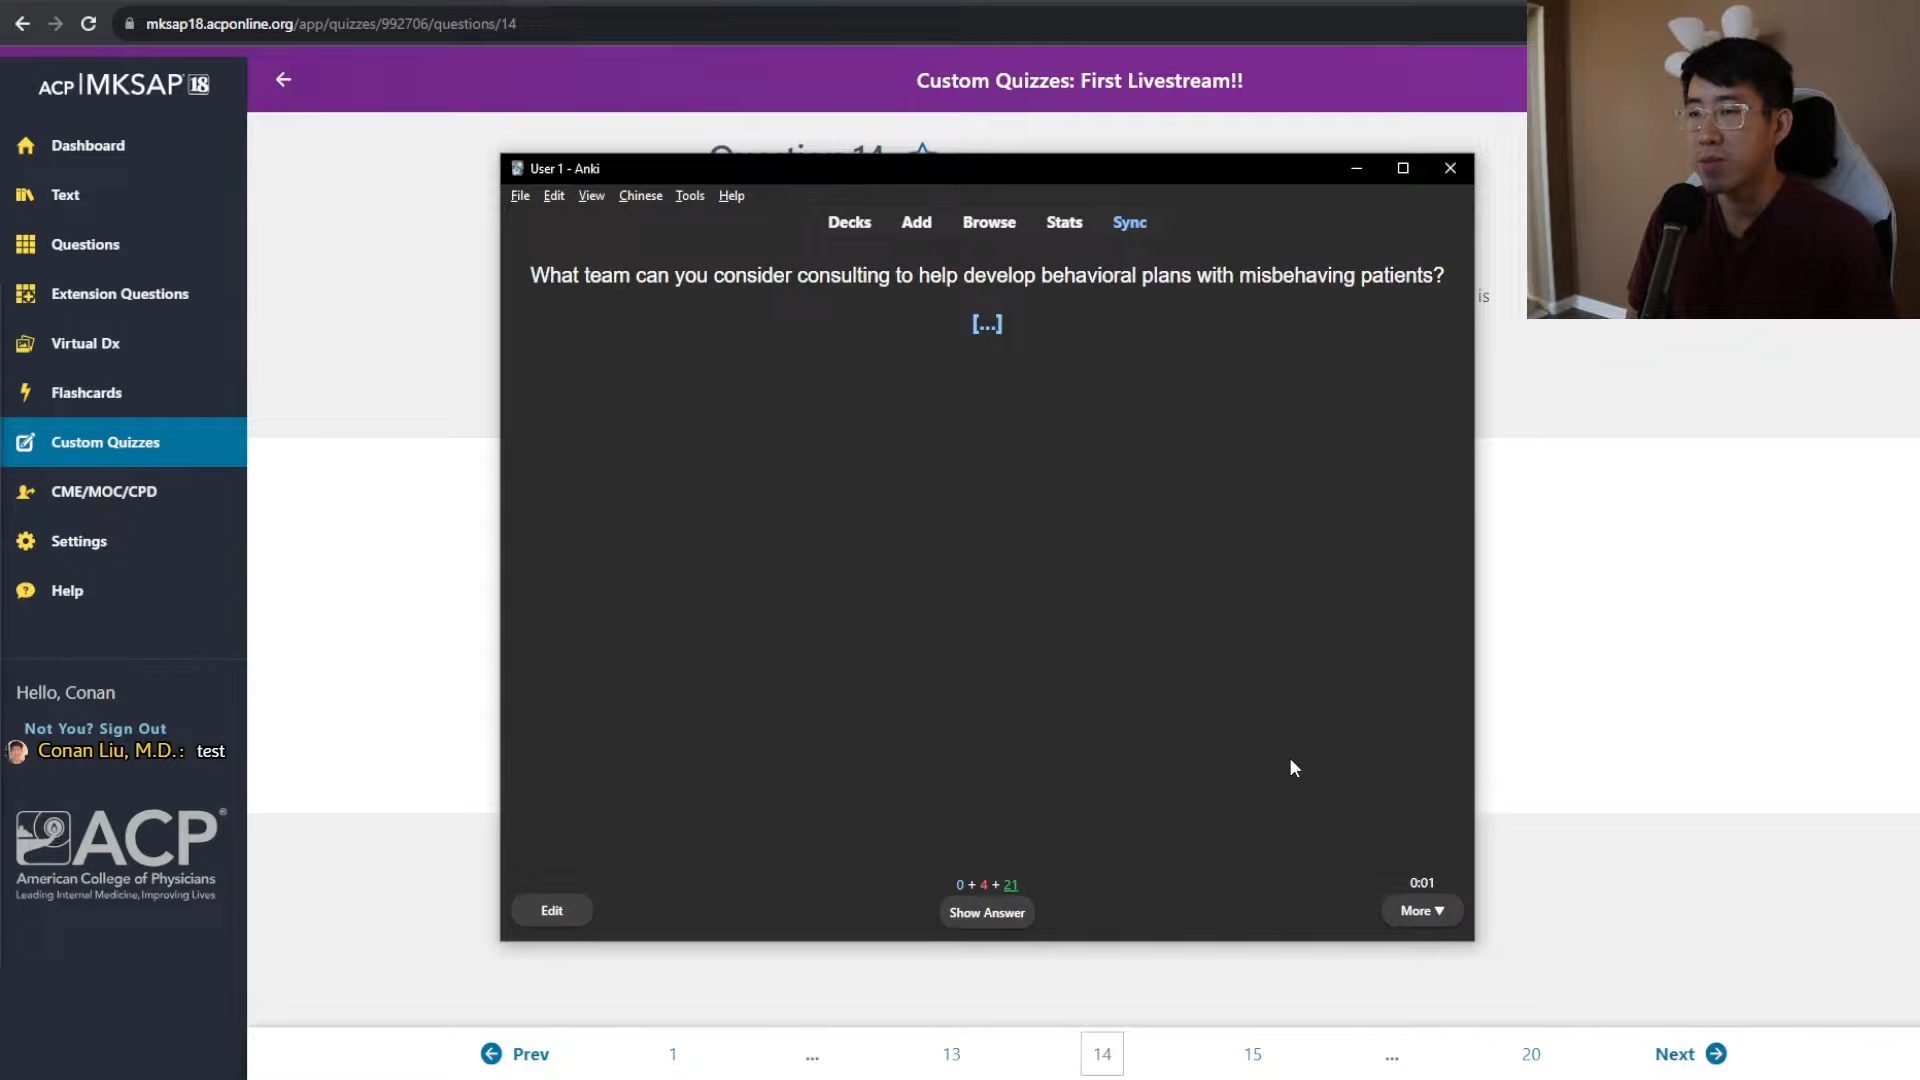 mksap18.acponline.org/app/quizzes/992706/questions/14
ACP MKSAP 18
Custom Quizzes: First Livestream!!
Dashboard
Text
Questions
Extension Questions
Virtual Dx
Flashcards
Custom Quizzes
CME/MOC/CPD
Settings
Help
Hello, Conan
Not You? Sign Out
Conan Liu, M.D.: test
ACP®
American College of Physicians
Leading Internal Medicine, Improving Lives
Question 14
User 1 - Anki
File Edit View Chinese Tools Help
Decks Add Browse Stats Sync
What team can you consider consulting to help develop behavioral plans with misbehaving patients?
[...]
is
0 + 4 + 21
0:01
Edit
Show Answer
More ▼
Prev 1 ... 13 14 15 ... 20 Next